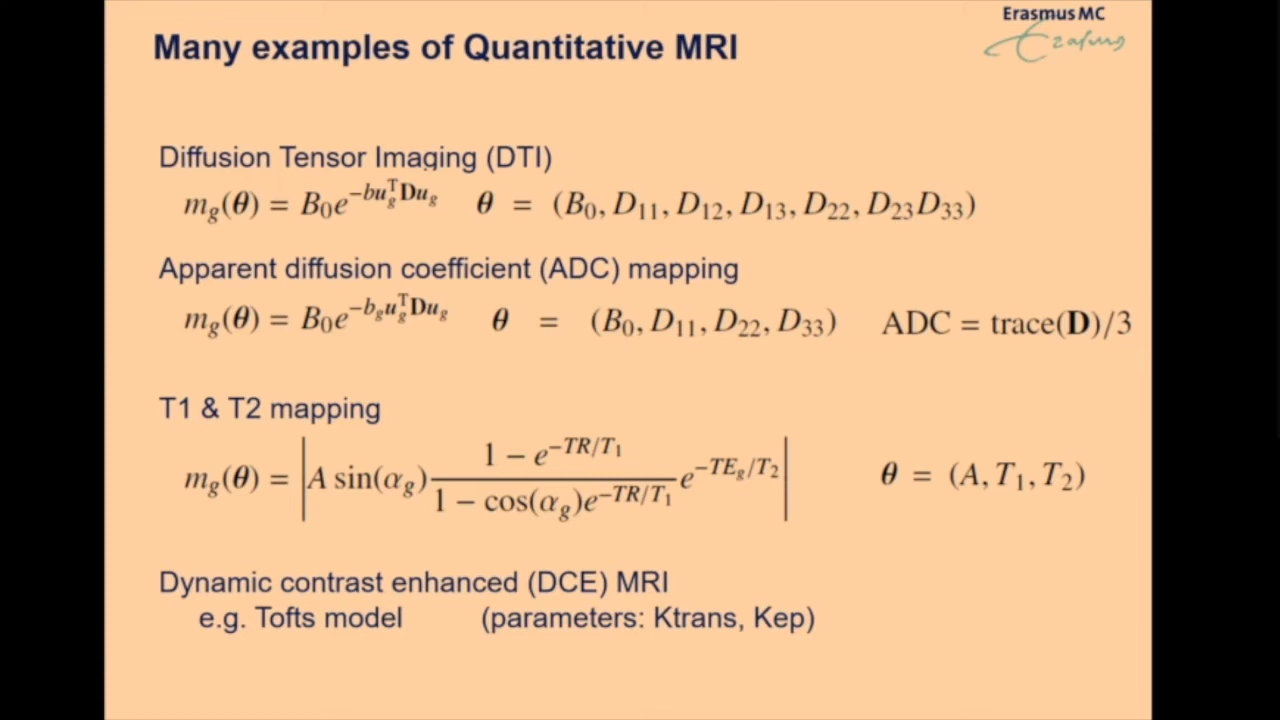 Erasmus MC
Erasmus
Many examples of Quantitative MRI
Diffusion Tensor Imaging (DTI)
m_g(θ) = B_0 e^{-b u_g^T D u_g} θ = (B_0, D_11, D_12, D_13, D_22, D_23 D_33)
Apparent diffusion coefficient (ADC) mapping
m_g(θ) = B_0 e^{-b_g u_g^T D u_g} θ = (B_0, D_11, D_22, D_33) ADC = trace(D)/3
T1 & T2 mapping
m_g(θ) = |A sin(α_g) \frac{1 - e^{-TR/T_1}}{1 - cos(α_g)e^{-TR/T_1}} e^{-TE_g/T_2}| θ = (A, T_1, T_2)
Dynamic contrast enhanced (DCE) MRI
e.g. Tofts model (parameters: Ktrans, Kep)